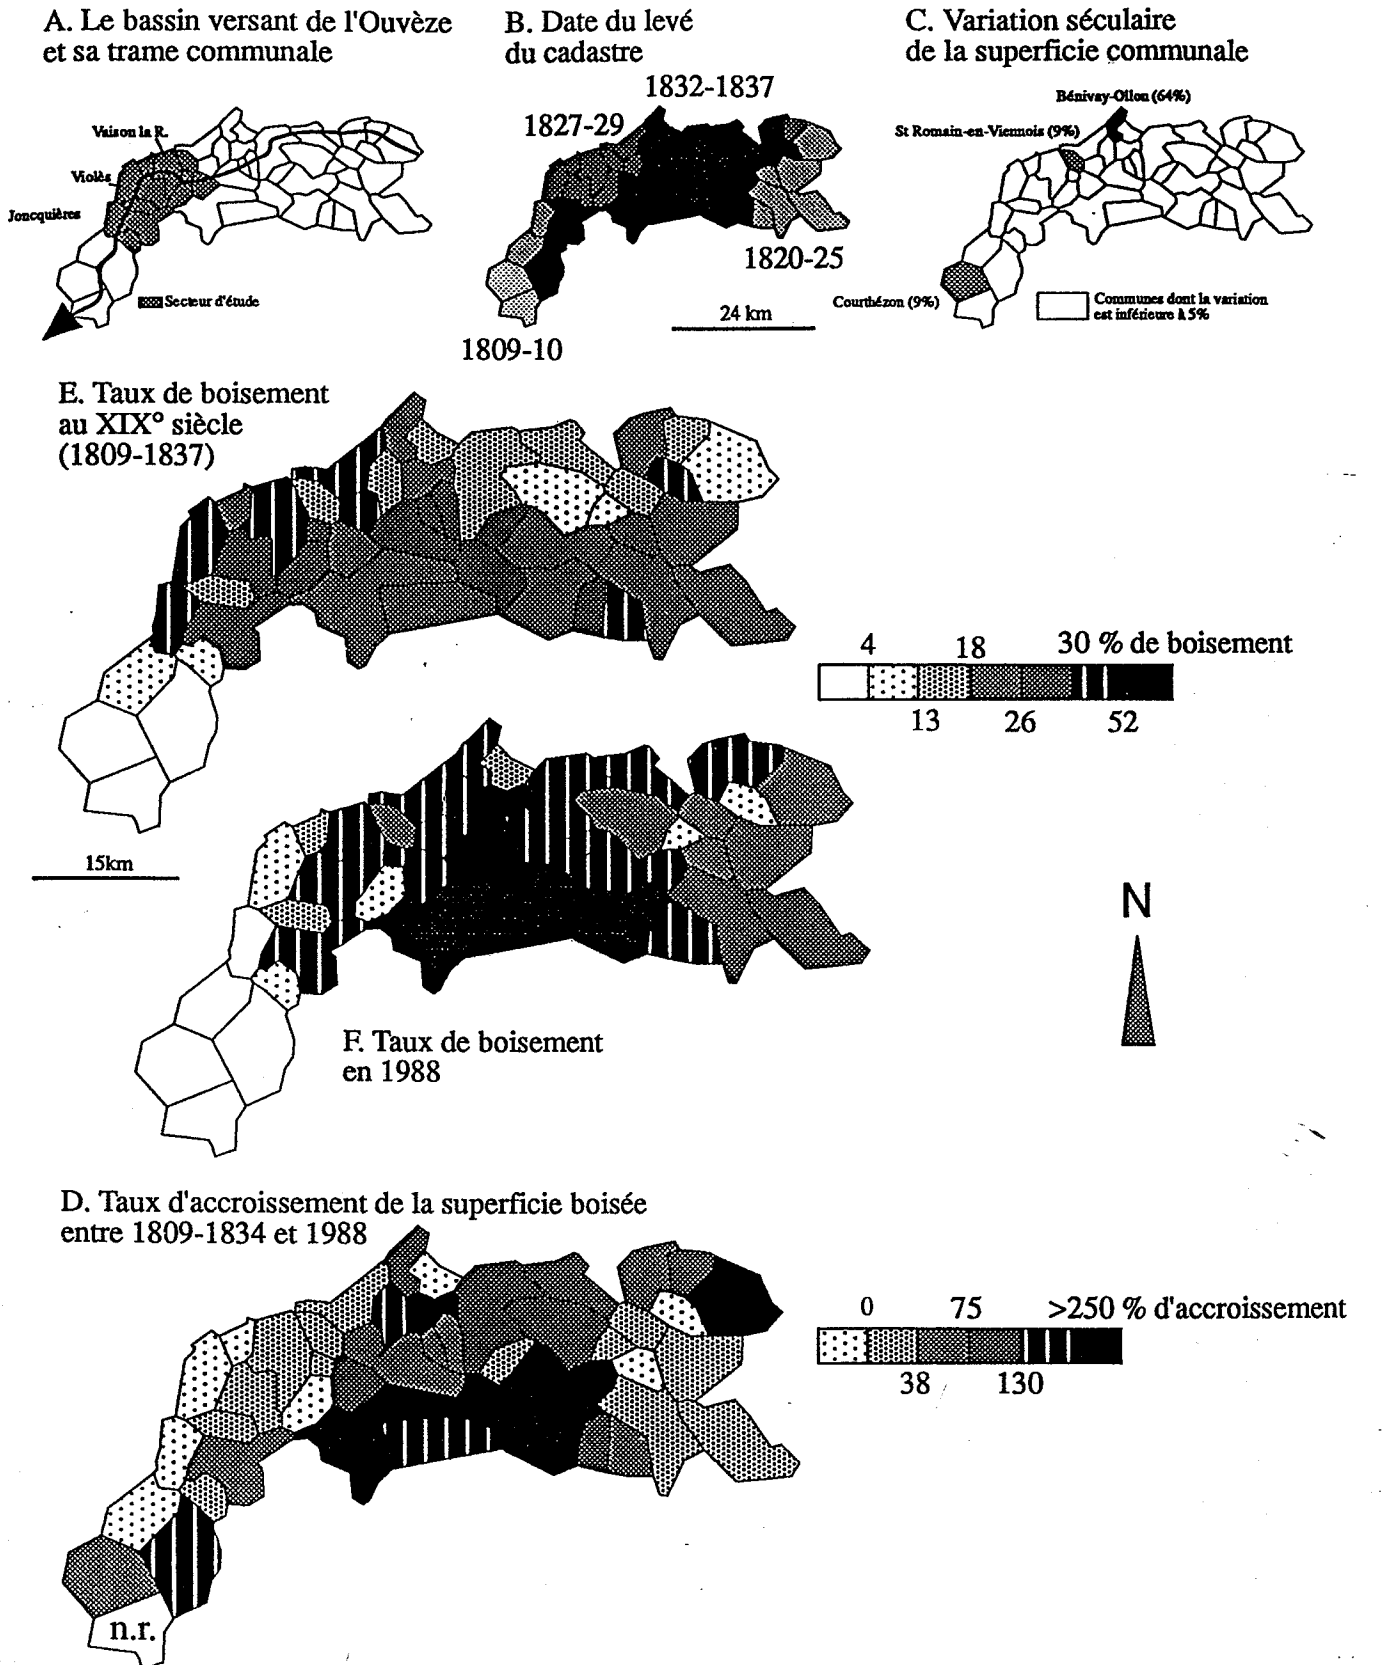 A. Le bassin versant de l'Ouvèze
et sa trame communale
Vaison la R.
Violès
Joncquières
Secteur d'étude
B. Date du levé
du cadastre
1832-1837
1827-29
1820-25
24 km
1809-10
C. Variation séculaire
de la superficie communale
Bénivay-Ollon (64%)
St Romain-en-Viennois (9%)
Courthézon (9%)
Communes dont la variation
est inférieure à 5%
E. Taux de boisement
au XIX° siècle
(1809-1837)
4 18 30 % de boisement
13 26 52
15km
N
F. Taux de boisement
en 1988
D. Taux d'accroissement de la superficie boisée
entre 1809-1834 et 1988
0 75 >250 % d'accroissement
38 130
n.r.